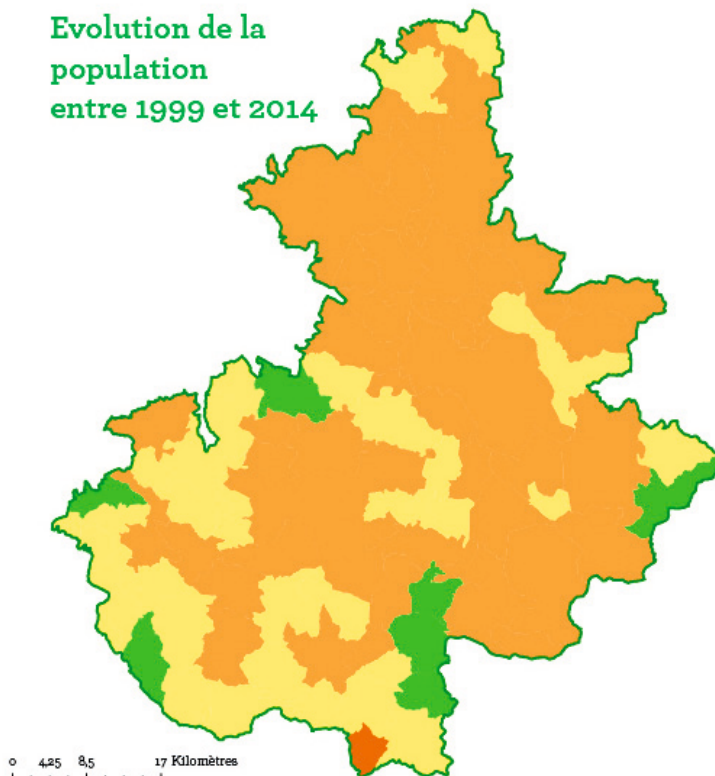 Evolution de la
population
entre 1999 et 2014
0 4,25 8,5 17 Kilomètres